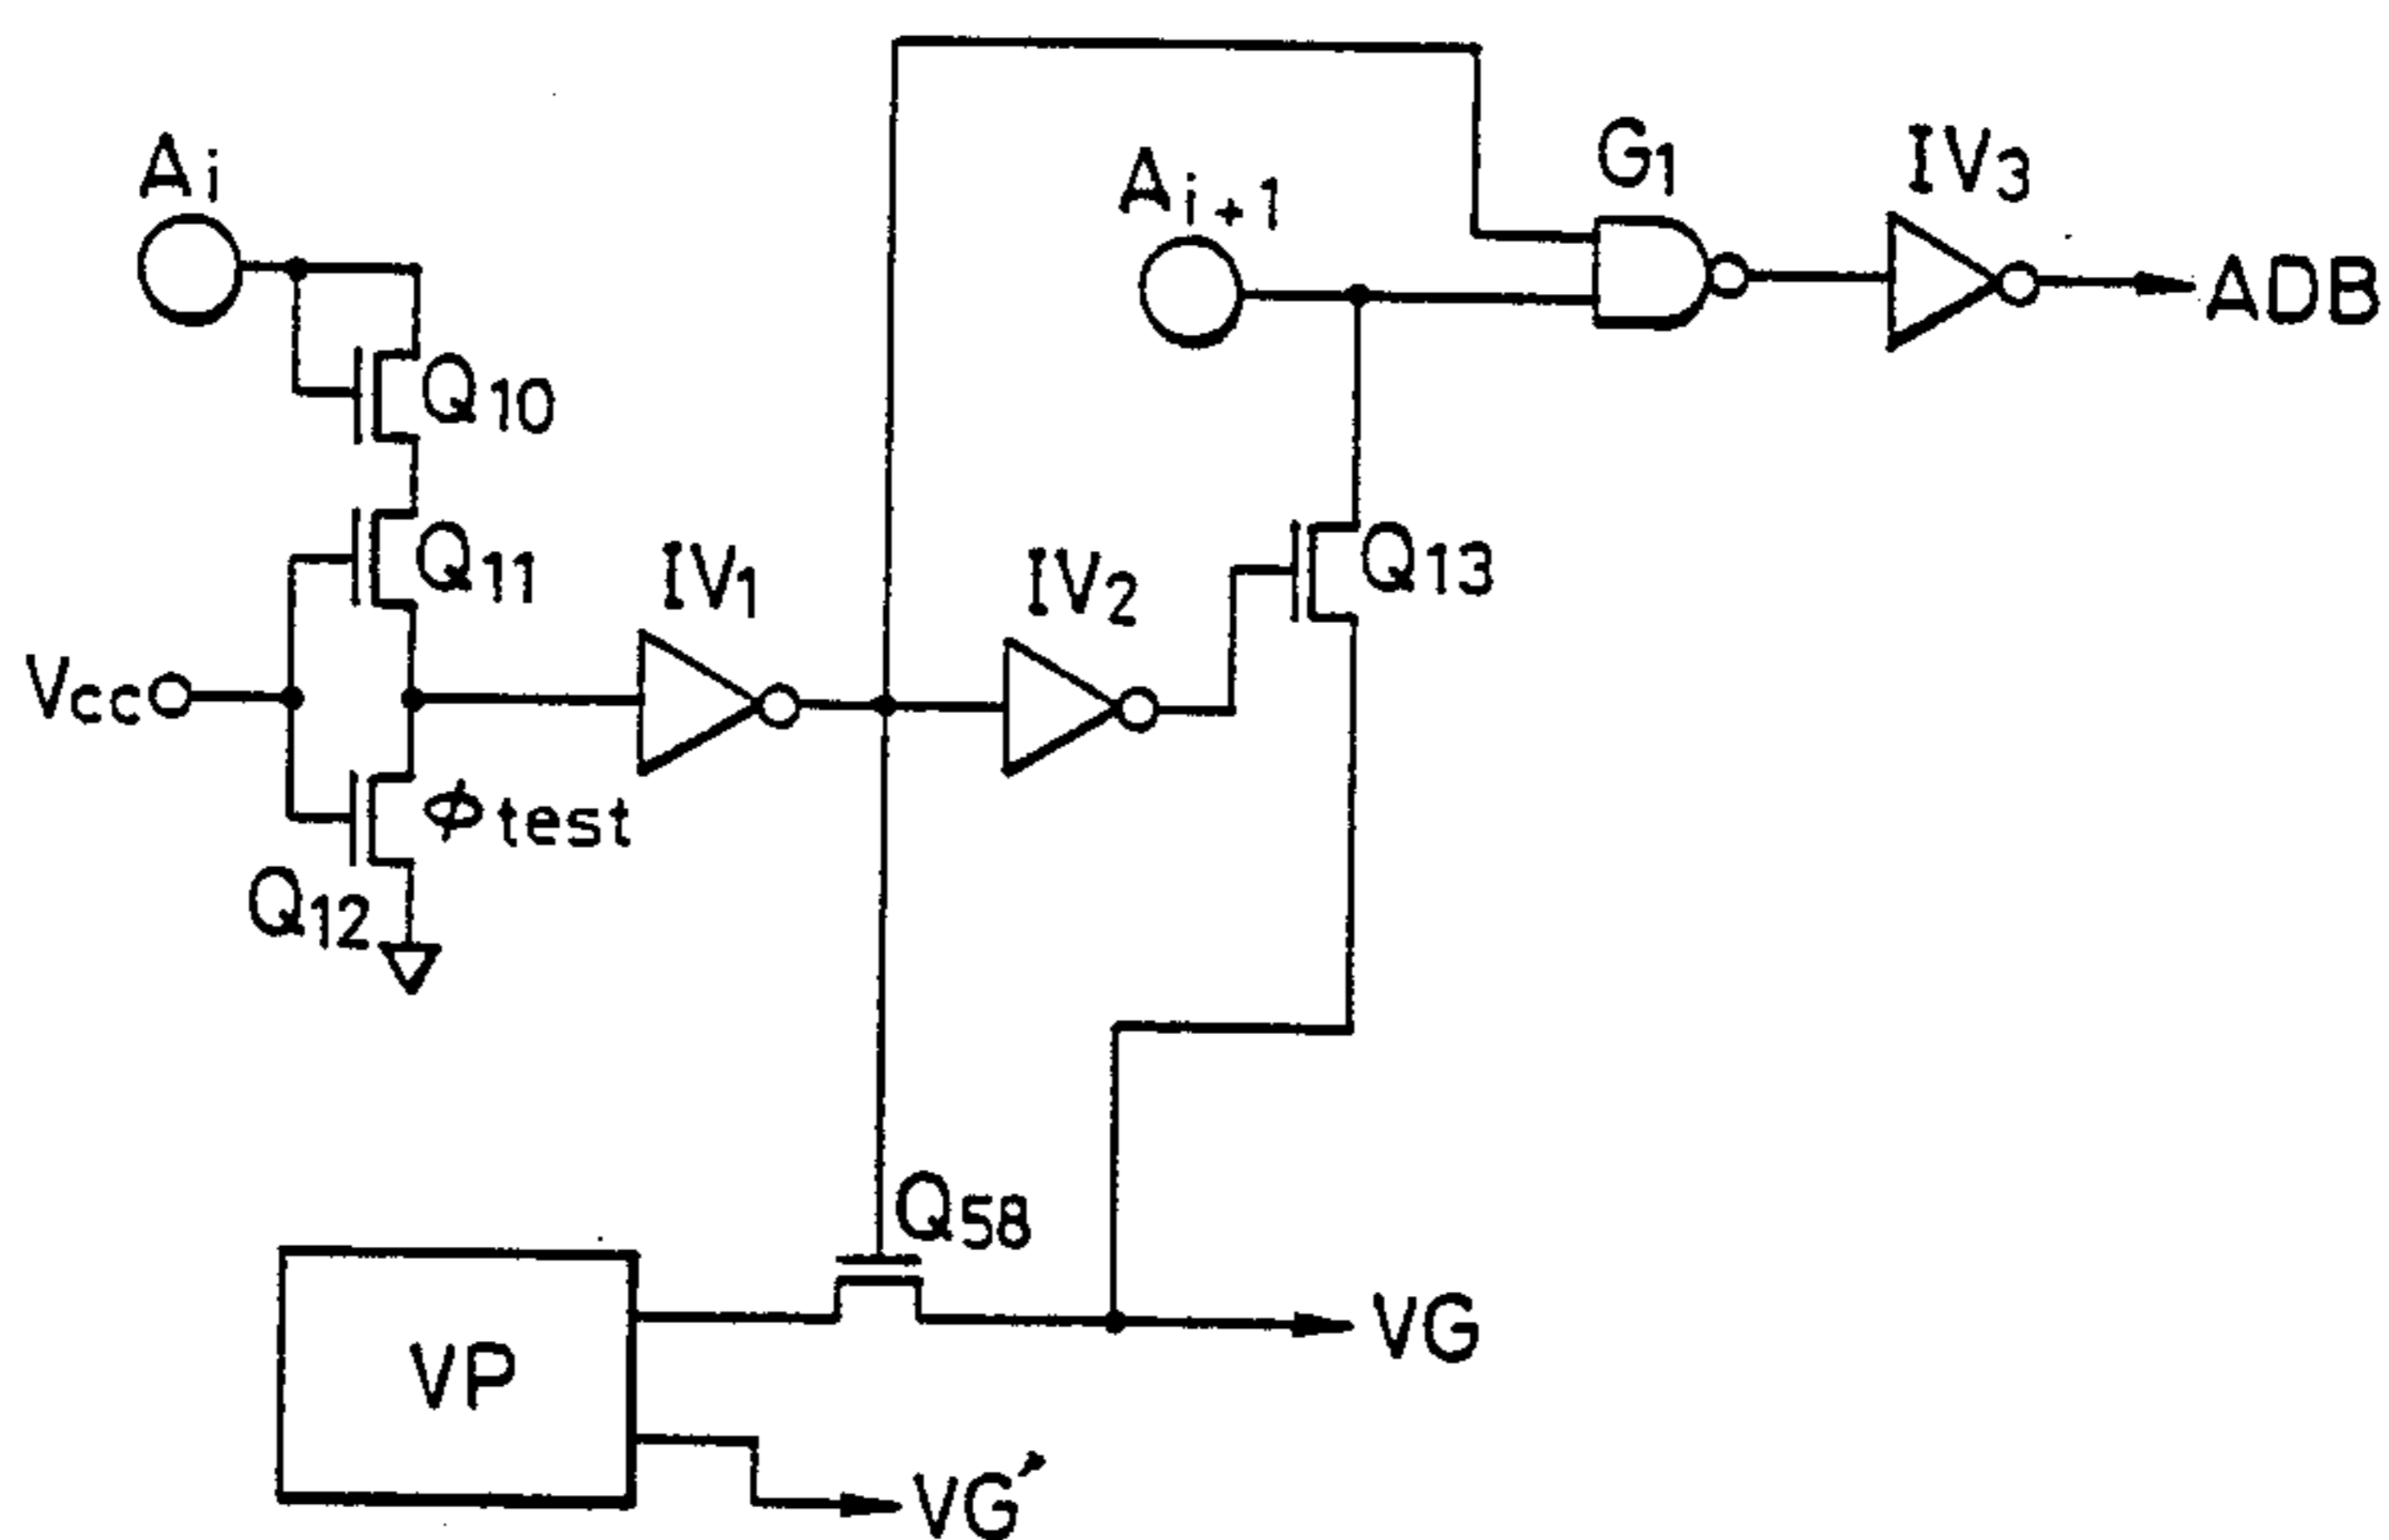 Ai
Ai+1
G1
IV3
ADB
Q10
Q11
IV1
IV2
Q13
Vcc
ϕtest
Q12
Q58
VP
VG
VG'